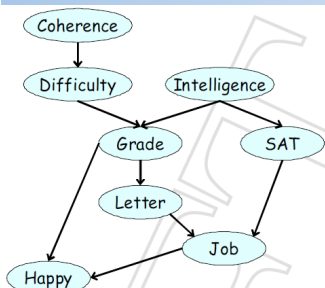 Coherence
Difficulty
Intelligence
Grade
SAT
Letter
Job
Happy